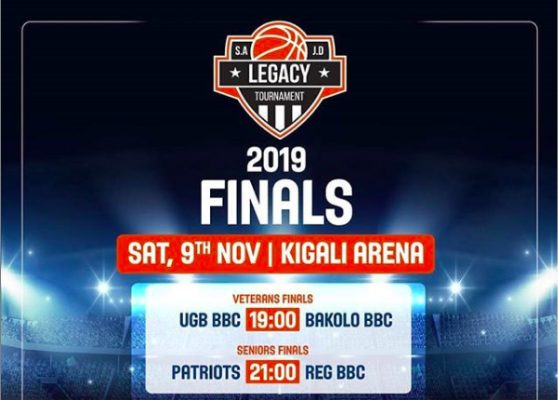 S.A J.D
LEGACY
TOURNAMENT
2019
FINALS
SAT, 9TH NOV | KIGALI ARENA
VETERANS FINALS
UGB BBC 19:00 BAKOLO BBC
SENIORS FINALS
PATRIOTS 21:00 REG BBC